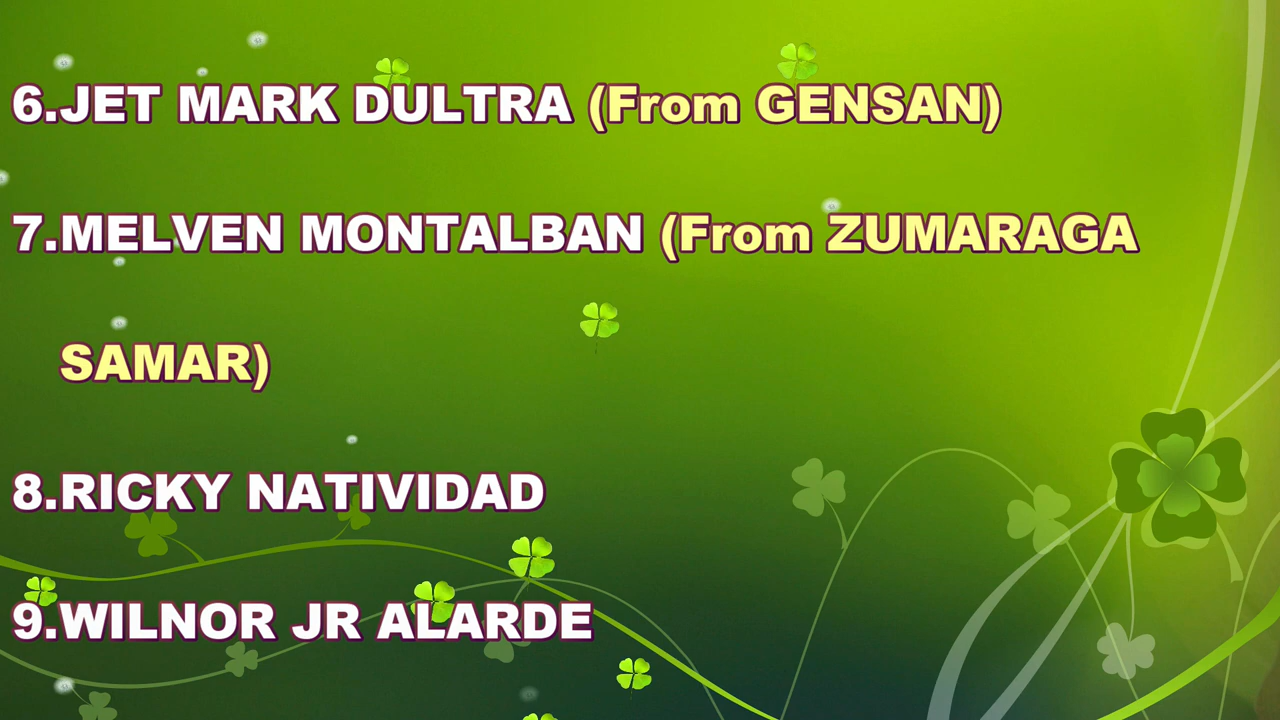 6.JET MARK DULTRA (From GENSAN)
7.MELVEN MONTALBAN (From ZUMARAGA
SAMAR)
8.RICKY NATIVIDAD
9.WILNOR JR ALARDE